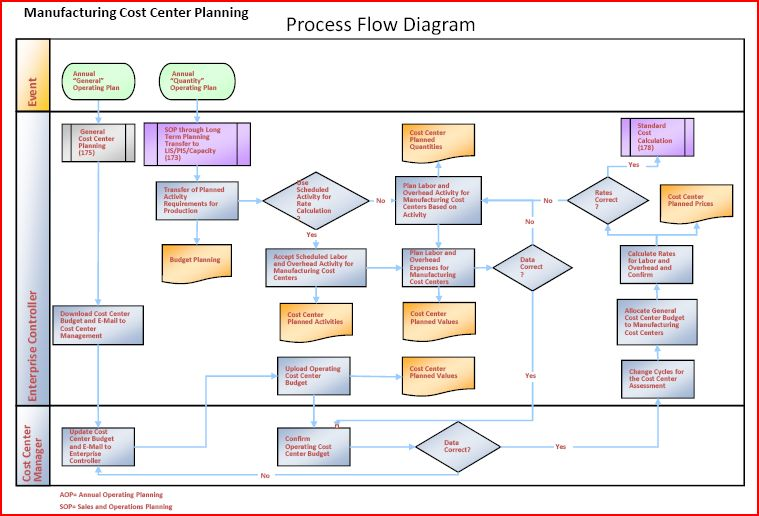 Manufacturing Cost Center Planning
Process Flow Diagram
Event
Annual
“General”
Operating Plan
Annual
“Quantity”
Operating Plan
Enterprise Controller
General
Cost Center
Planning
(175)
SOP through Long
Term Planning
Transfer to
LIS/PIS/Capacity
(173)
Cost Center
Planned
Quantities
Standard
Cost
Calculation
(178)
Yes
Transfer of Planned
Activity
Requirements for
Production
Use
Scheduled
Activity for
Rate
Calculation
?
No
Plan Labor and
Overhead Activity for
Manufacturing Cost
Centers Based on
Activity
No
Rates
Correct
?
Cost Center
Planned Prices
No
Yes
Budget Planning
Accept Scheduled Labor
and Overhead Activity for
Manufacturing Cost
Centers
Plan Labor and
Overhead
Expenses for
Manufacturing
Cost Centers
Data
Correct
?
Calculate Rates
for Labor and
Overhead and
Confirm
Download Cost Center
Budget and E-Mail to
Cost Center
Management
Cost Center
Planned Activities
Cost Center
Planned Values
Allocate General
Cost Center Budget
to Manufacturing
Cost Centers
Upload Operating
Cost Center
Budget
Cost Center
Planned Values
Yes
Change Cycles for
the Cost Center
Assessment
Cost Center
Manager
Update Cost
Center Budget
and E-Mail to
Enterprise
Controller
Confirm
Operating Cost
Center Budget
Data
Correct?
Yes
No
AOP= Annual Operating Planning
SOP= Sales and Operations Planning